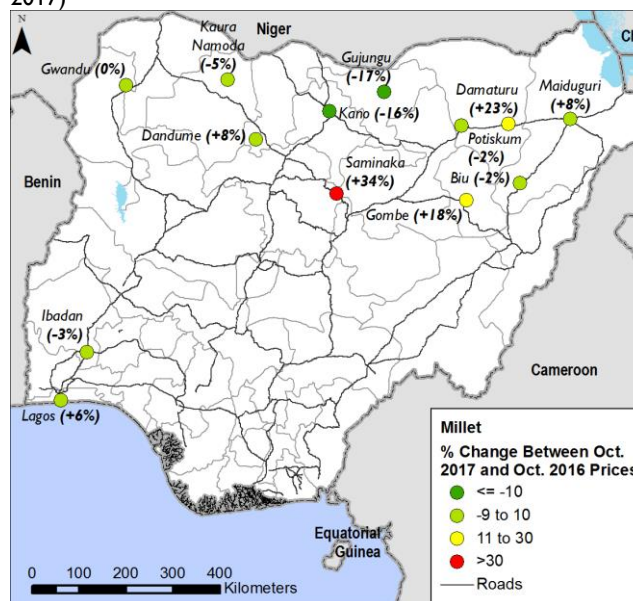 2017)
N
Niger
Ch
Kaura
Namoda
(-5%)
Gujungu
(-17%)
Gwandu (0%)
Damaturu
(+23%)
Maiduguri
(+8%)
Kano (-16%)
Dandume (+8%)
Potiskum
(-2%)
Biu (-2%)
Saminaka
(+34%)
Benin
Gombe (+18%)
Ibadan
(-3%)
Cameroon
Lagos (+6%)
Millet
% Change Between Oct.
2017 and Oct. 2016 Prices
<= -10
-9 to 10
11 to 30
>30
Roads
Equatorial
Guinea
0 100 200 300 400
Kilometers